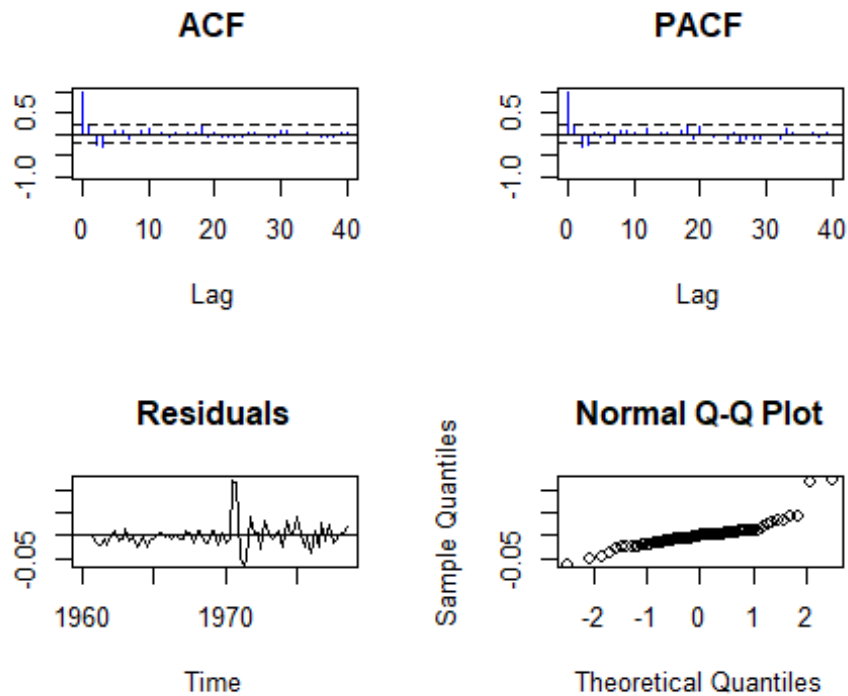 ACF
0.5
-1.0
0 10 20 30 40
Lag
PACF
0.5
-1.0
0 10 20 30 40
Lag
Residuals
-0.05
1960 1970
Time
Normal Q-Q Plot
Sample Quantiles
-0.05
-2 -1 0 1 2
Theoretical Quantiles